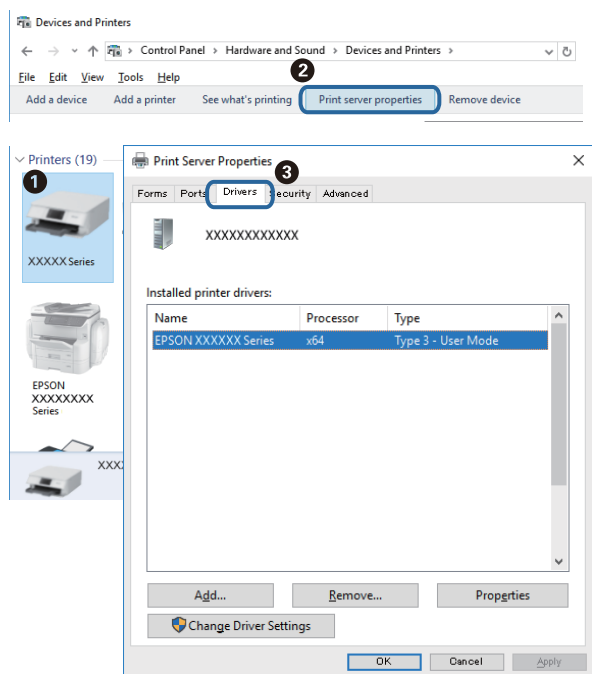 Devices and Printers
Control Panel > Hardware and Sound > Devices and Printers >
2
File Edit View Tools Help
Add a device Add a printer See what's printing Print server properties Remove device
Printers (19)
1
XXXXX Series
EPSON
XXXXXXXX
Series
Print Server Properties
3
Forms Ports Drivers Security Advanced
XXXXXXXXXXXX
Installed printer drivers:
Name Processor Type
EPSON XXXXXX Series x64 Type 3 - User Mode
Add... Remove... Properties
Change Driver Settings
OK Cancel Apply